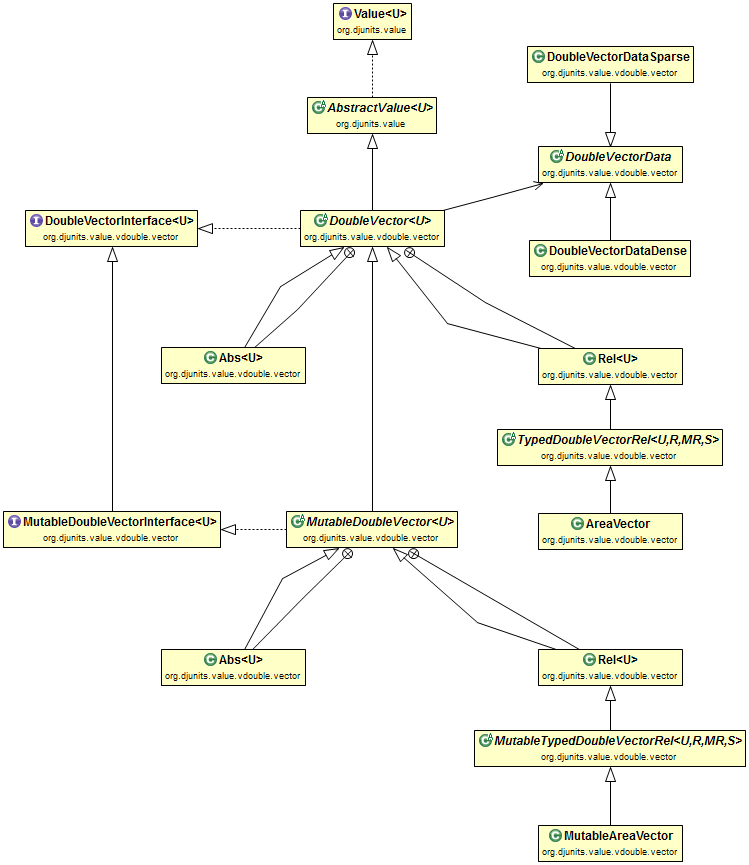 Value<U>
org.djunits.value
DoubleVectorDataSparse
org.djunits.value.vdouble.vector
AbstractValue<U>
org.djunits.value
DoubleVectorData
org.djunits.value.vdouble.vector
DoubleVectorInterface<U>
org.djunits.value.vdouble.vector
DoubleVector<U>
org.djunits.value.vdouble.vector
DoubleVectorDataDense
org.djunits.value.vdouble.vector
Abs<U>
org.djunits.value.vdouble.vector
Rel<U>
org.djunits.value.vdouble.vector
TypedDoubleVectorRel<U,R,MR,S>
org.djunits.value.vdouble.vector
MutableDoubleVectorInterface<U>
org.djunits.value.vdouble.vector
MutableDoubleVector<U>
org.djunits.value.vdouble.vector
AreaVector
org.djunits.value.vdouble.vector
Abs<U>
org.djunits.value.vdouble.vector
Rel<U>
org.djunits.value.vdouble.vector
MutableTypedDoubleVectorRel<U,R,MR,S>
org.djunits.value.vdouble.vector
MutableAreaVector
org.djunits.value.vdouble.vector